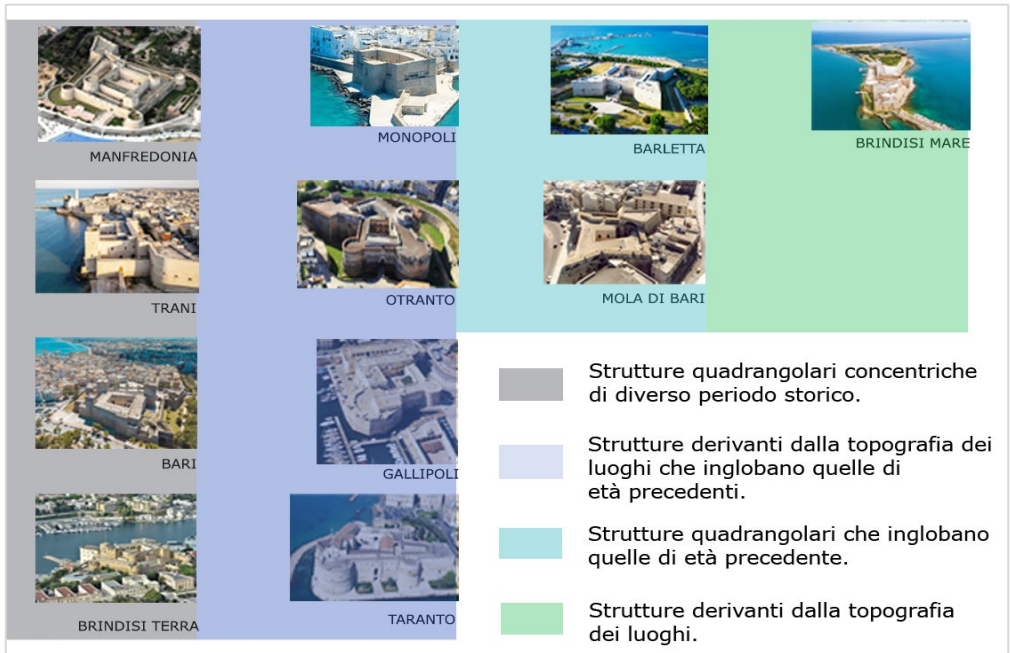 MANFREDONIA
MONOPOLI
BARLETTA
BRINDISI MARE
TRANI
OTRANTO
MOLA DI BARI
BARI
GALLIPOLI
BRINDISI TERRA
TARANTO
Strutture quadrangolari concentriche
di diverso periodo storico.
Strutture derivanti dalla topografia dei
luoghi che inglobano quelle di
età precedenti.
Strutture quadrangolari che inglobano
quelle di età precedente.
Strutture derivanti dalla topografia
dei luoghi.